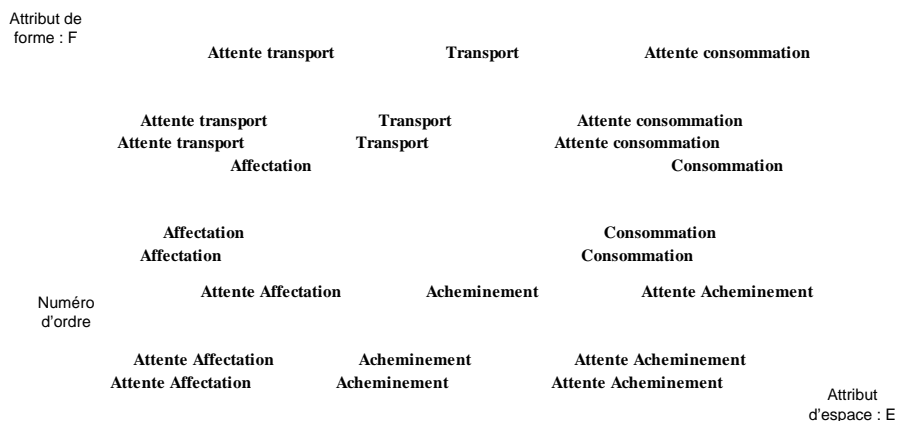 Attribut de
forme : F
Attente transport Transport Attente consommation
Attente transport Transport Attente consommation
Attente transport Transport Attente consommation
Affectation Consommation
Affectation Consommation
Affectation Consommation
Attente Affectation Acheminement Attente Acheminement
Numéro
d'ordre
Attente Affectation Acheminement Attente Acheminement
Attente Affectation Acheminement Attente Acheminement
Attribut
d'espace : E